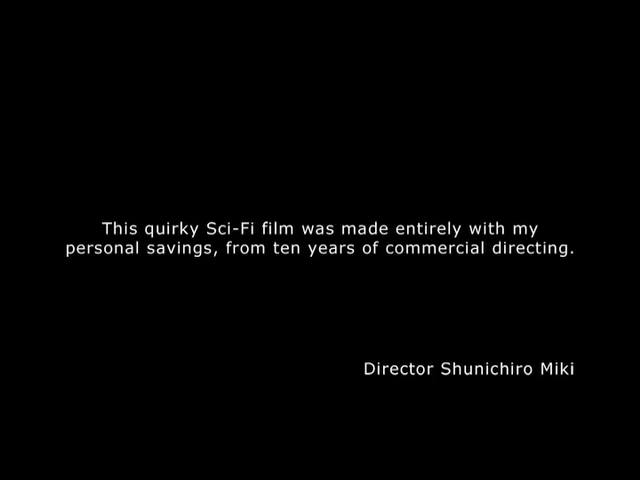 This quirky Sci-Fi film was made entirely with my
personal savings, from ten years of commercial directing.
Director Shunichiro Miki